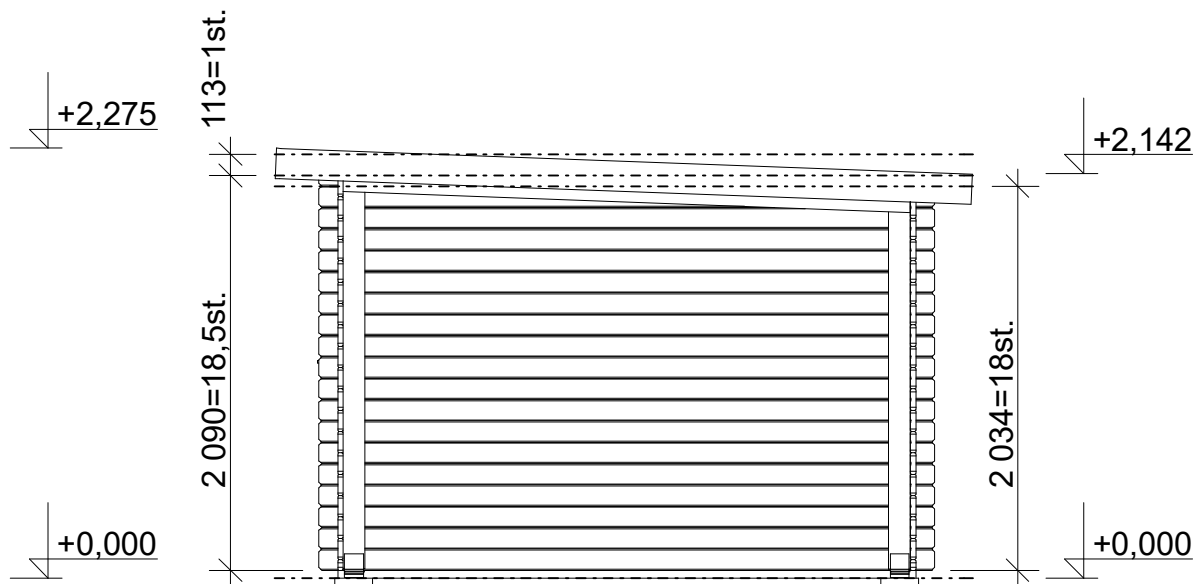 113=1st.
+2,275
+2,142
2 090=18,5st.
2 034=18st.
+0,000
+0,000